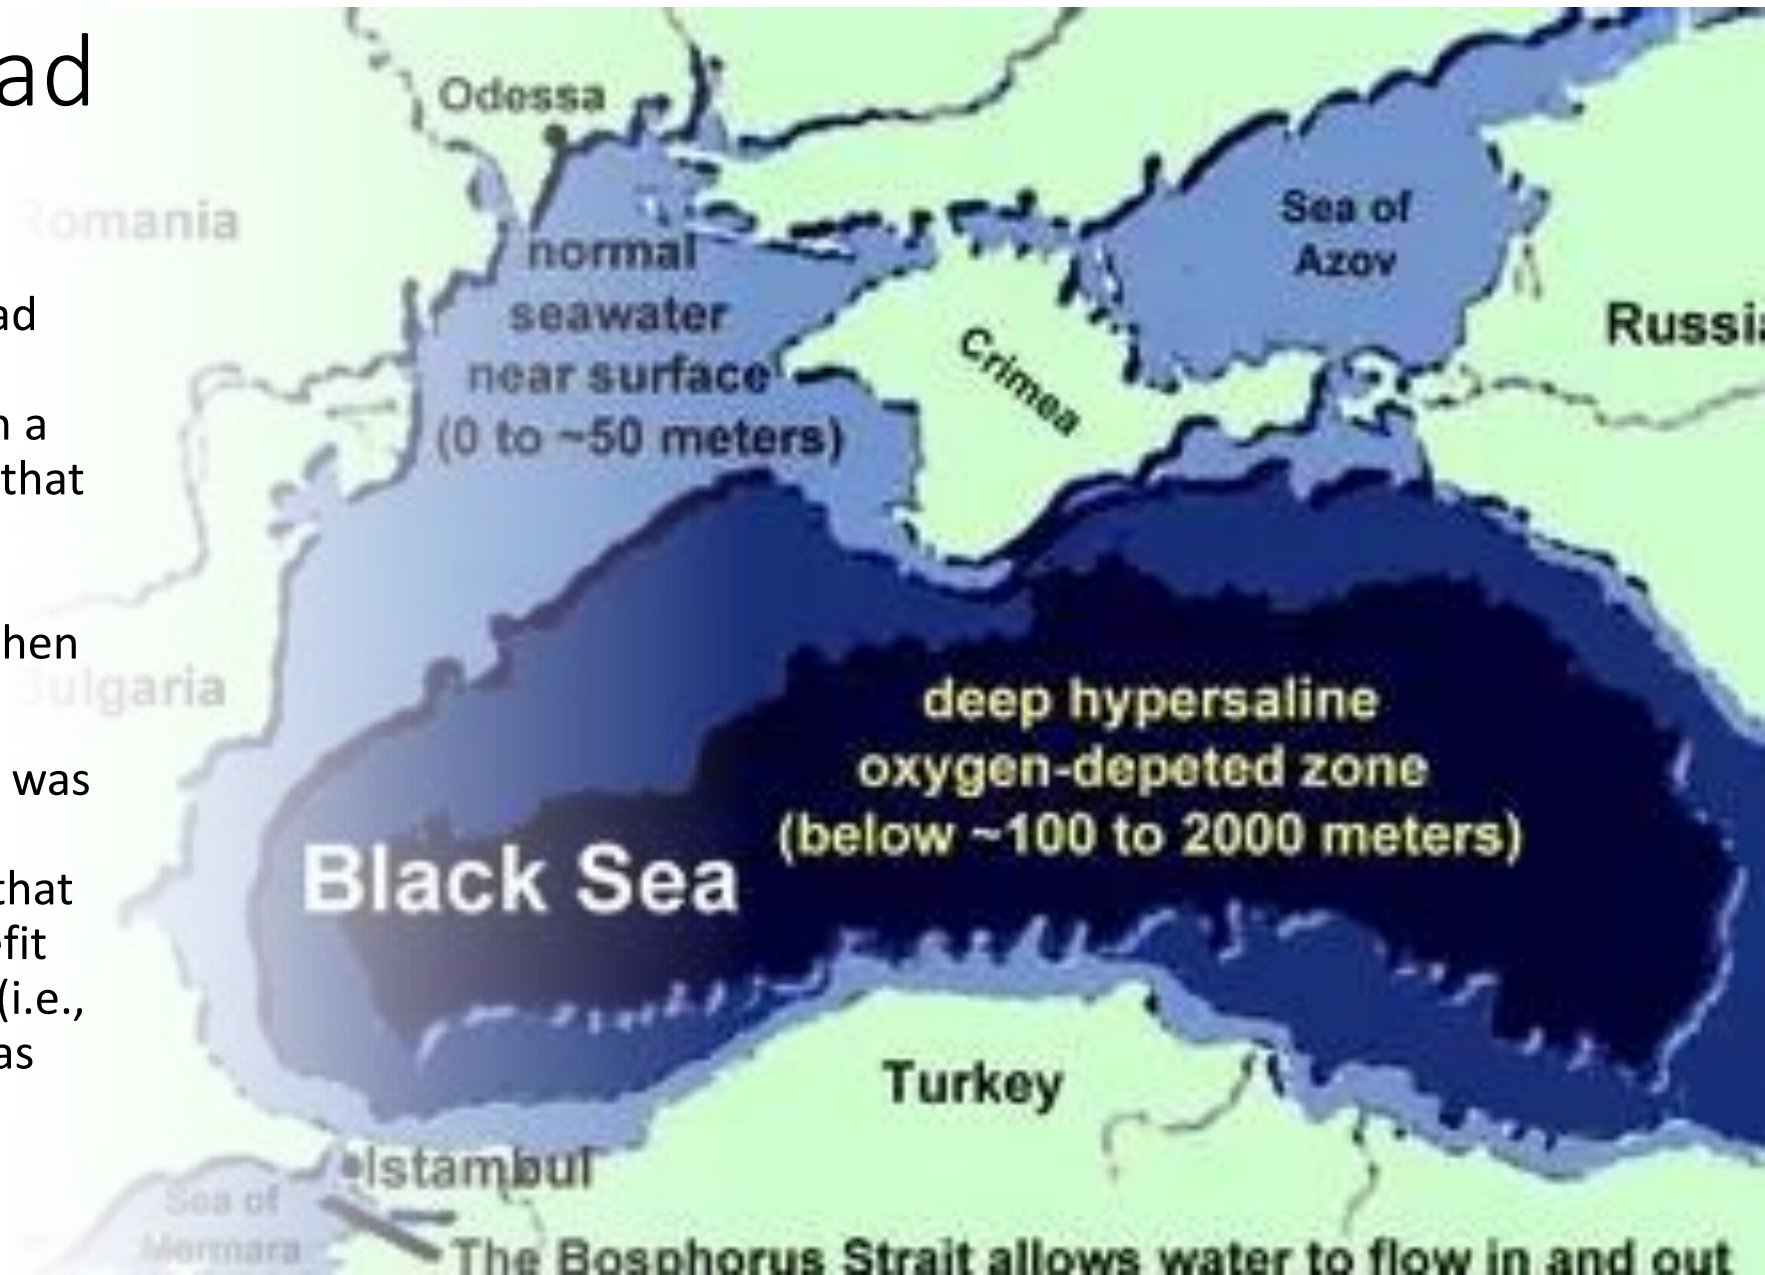 ad
ad
n a
that
hen
was
that
efit
(i.e.,
as
Odessa
Romania
normal
seawater
near surface
(0 to ~50 meters)
Sea of
Azov
Russia
Crimea
Bulgaria
deep hypersaline
oxygen-depeted zone
(below ~100 to 2000 meters)
Black Sea
Turkey
Istambul
Sea of
Mormara
The Bosphorus Strait allows water to flow in and out